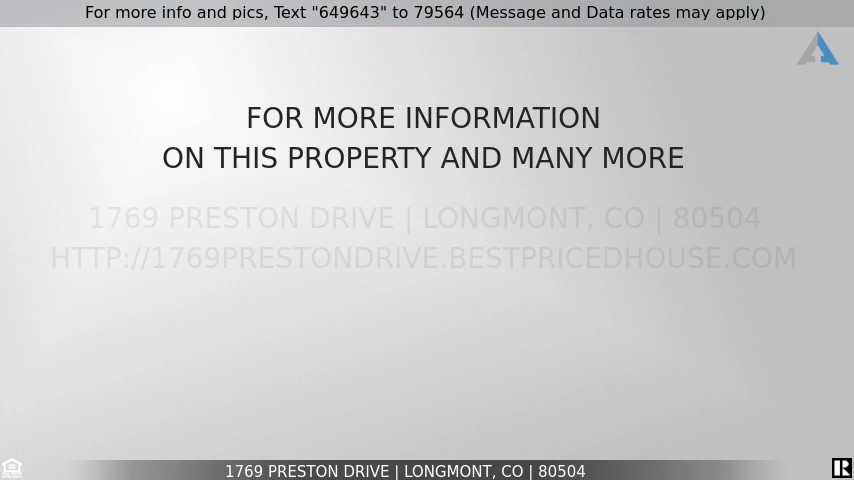 For more info and pics, Text "649643" to 79564 (Message and Data rates may apply)
FOR MORE INFORMATION
ON THIS PROPERTY AND MANY MORE
1769 PRESTON DRIVE | LONGMONT, CO | 80504
HTTP://1769PRESTONDRIVE.BESTPRICEDHOUSE.COM
1769 PRESTON DRIVE | LONGMONT, CO | 80504